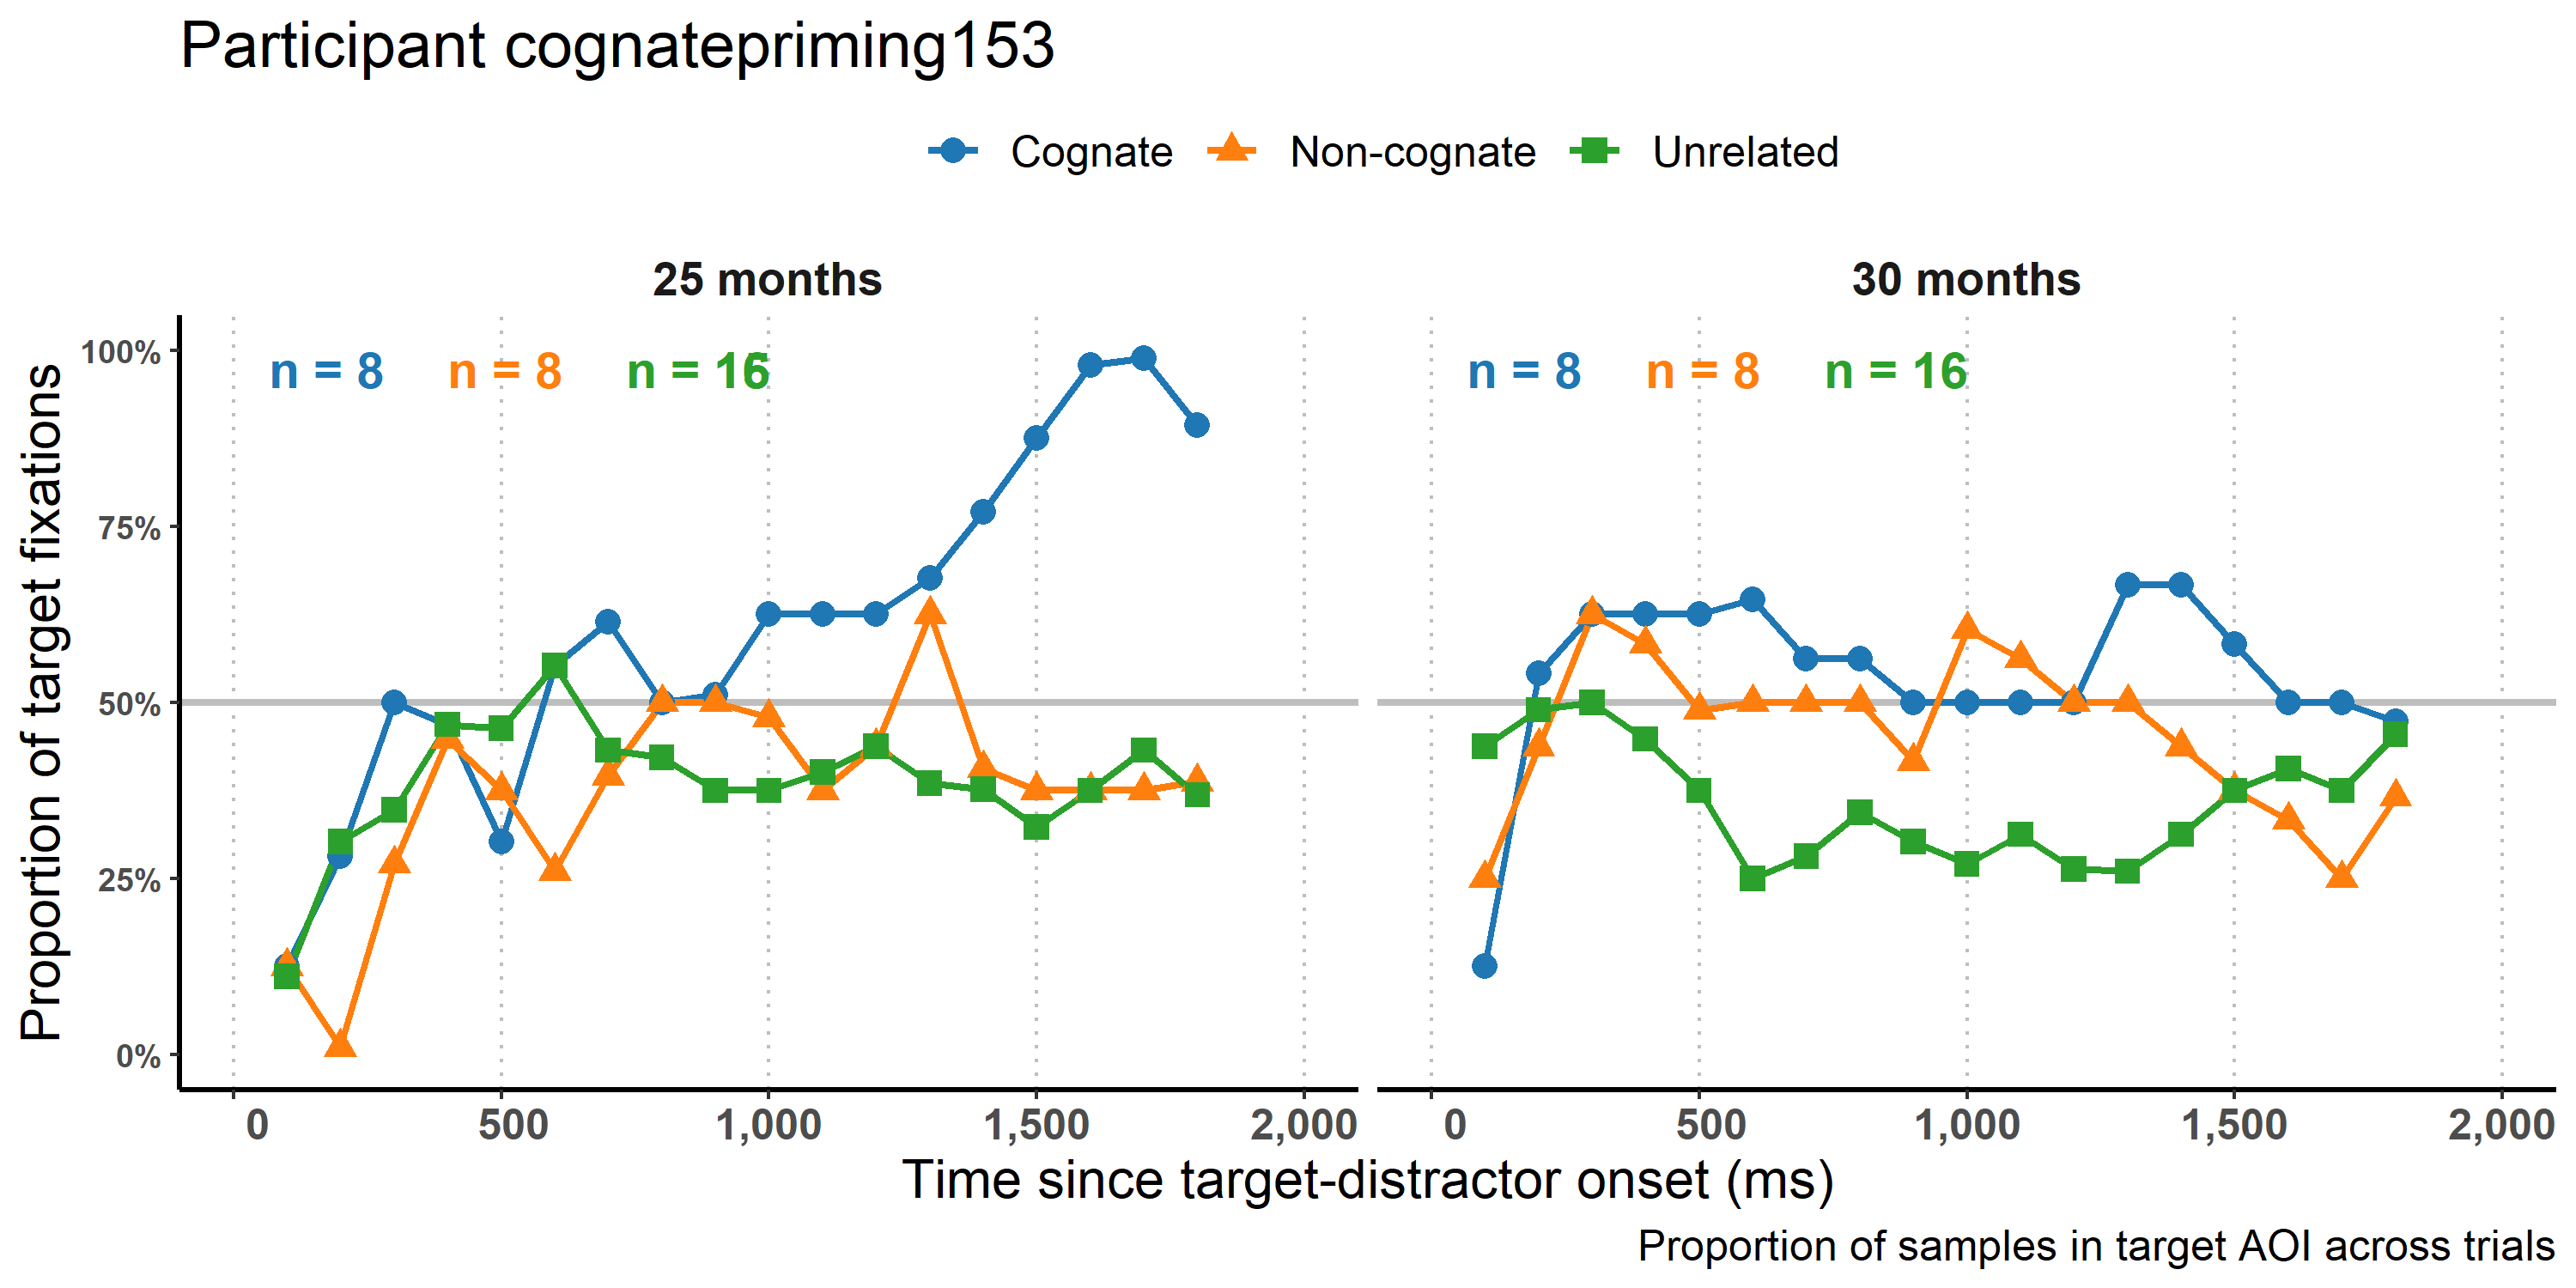 Participant cognatepriming153
Cognate Non-cognate Unrelated
25 months 30 months
Proportion of target fixations
100%
75%
50%
25%
0%
n = 8 n = 8 n =
n = 8 n = 8 n = 16
0 500 1,000 1,500 2,000
0 500 1,000 1,500 2,000
Time since target-distractor onset (ms)
Proportion of samples in target AOI across trials